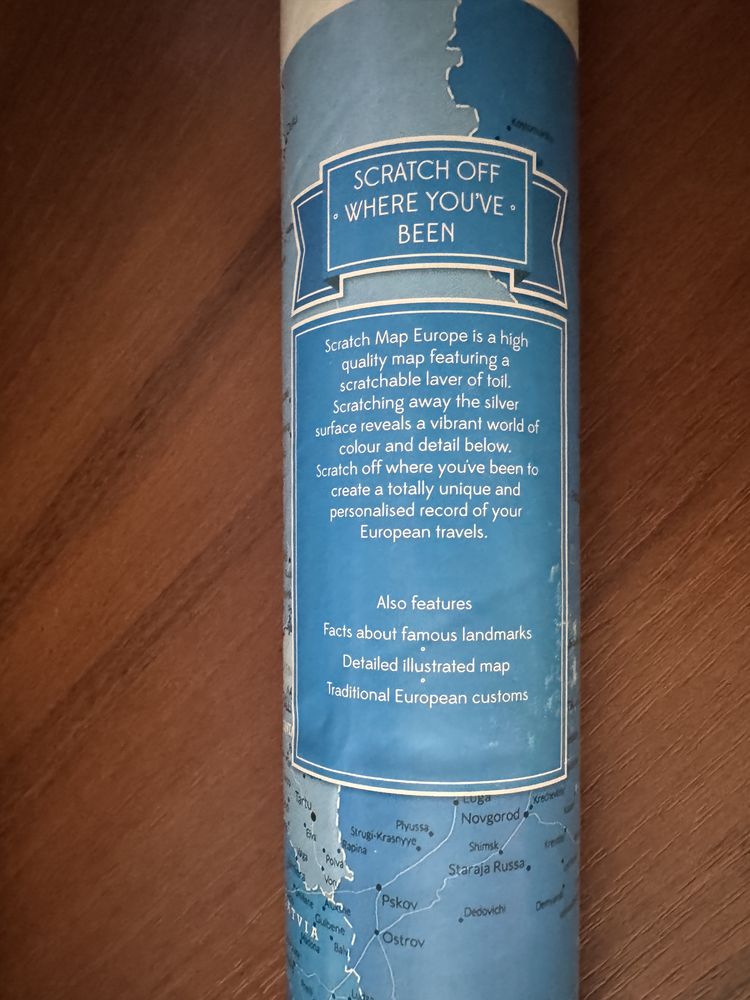 SCRATCH OFF
WHERE YOU'VE
BEEN
Scratch Map Europe is a high
quality map featuring a
scratchable layer of foil.
Scratching away the silver
surface reveals a vibrant world of
colour and detail below.
Scratch off where you've been to
create a totally unique and
personalised record of your
European travels.
Also features
Facts about famous landmarks
Detailed illustrated map
Traditional European customs
Tartu
Luga
Novgorod
Plyussa
Strugi-Krasnyye
Shimsk
Rapina
Polva
Staraja Russa
Pskov
Dedovichi
Gulbene
Ostrov